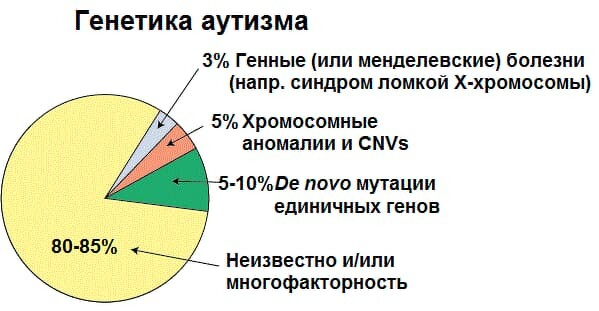 Генетика аутизма
3% Генные (или менделевские) болезни
(напр. синдром ломкой Х-хромосомы)
5% Хромосомные
аномалии и CNVs
5-10% De novo мутации
единичных генов
80-85%
Неизвестно и/или
многофакторность